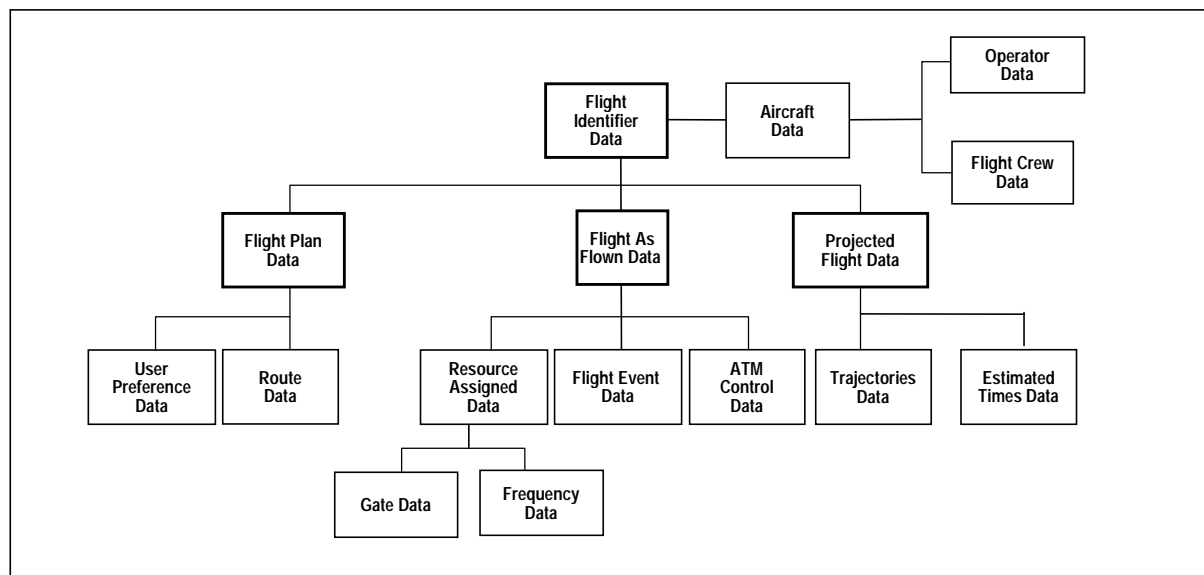 Operator
Data
Flight
Identifier
Data
Aircraft
Data
Flight Crew
Data
Flight Plan
Data
Flight As
Flown Data
Projected
Flight Data
User
Preference
Data
Route
Data
Resource
Assigned
Data
Flight Event
Data
ATM
Control
Data
Trajectories
Data
Estimated
Times Data
Gate Data
Frequency
Data